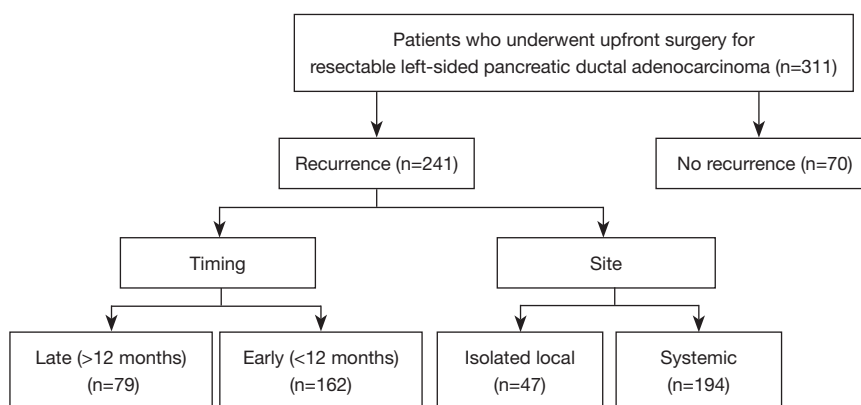 Patients who underwent upfront surgery for
resectable left-sided pancreatic ductal adenocarcinoma (n=311)
Recurrence (n=241)
No recurrence (n=70)
Timing
Site
Late (>12 months)
(n=79)
Early (<12 months)
(n=162)
Isolated local
(n=47)
Systemic
(n=194)